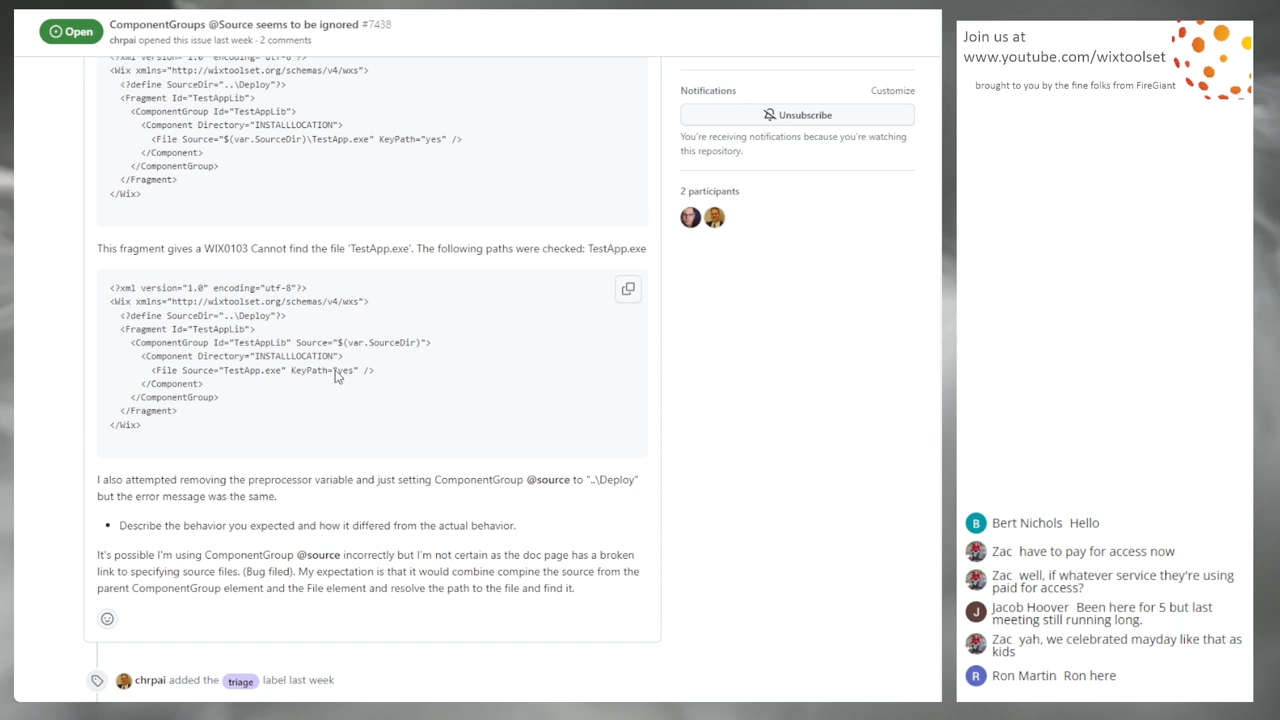 Open
ComponentGroups @Source seems to be ignored #7438
chrpai opened this issue last week · 2 comments
<?xml version="1.0" encoding="utf-8"?>
<Wix xmlns="http://wixtoolset.org/schemas/v4/wxs">
<?define SourceDir="..\Deploy"?>
<Fragment Id="TestAppLib">
<ComponentGroup Id="TestAppLib">
<Component Directory="INSTALLLOCATION">
<File Source="$(var.SourceDir)\TestApp.exe" KeyPath="yes" />
</Component>
</ComponentGroup>
</Fragment>
</Wix>
This fragment gives a WIX0103 Cannot find the file 'TestApp.exe'. The following paths were checked: TestApp.exe
<?xml version="1.0" encoding="utf-8"?>
<Wix xmlns="http://wixtoolset.org/schemas/v4/wxs">
<?define SourceDir="..\Deploy"?>
<Fragment Id="TestAppLib">
<ComponentGroup Id="TestAppLib" Source="$(var.SourceDir)">
<Component Directory="INSTALLLOCATION">
<File Source="TestApp.exe" KeyPath="yes" />
</Component>
</ComponentGroup>
</Fragment>
</Wix>
I also attempted removing the preprocessor variable and just setting ComponentGroup @source to "..\Deploy"
but the error message was the same.
• Describe the behavior you expected and how it differed from the actual behavior.
It's possible I'm using ComponentGroup @source incorrectly but I'm not certain as the doc page has a broken
link to specifying source files. (Bug filed). My expectation is that it would combine compine the source from the
parent ComponentGroup element and the File element and resolve the path to the file and find it.
chrpai added the triage label last week
Notifications
Customize
Unsubscribe
You're receiving notifications because you're watching
this repository.
2 participants
Join us at
www.youtube.com/wixtoolset
brought to you by the fine folks from FireGiant
B Bert Nichols Hello
Zac have to pay for access now
Zac well, if whatever service they're using
paid for access?
J Jacob Hoover Been here for 5 but last
meeting still running long.
Zac yah, we celebrated mayday like that as
kids
R Ron Martin Ron here